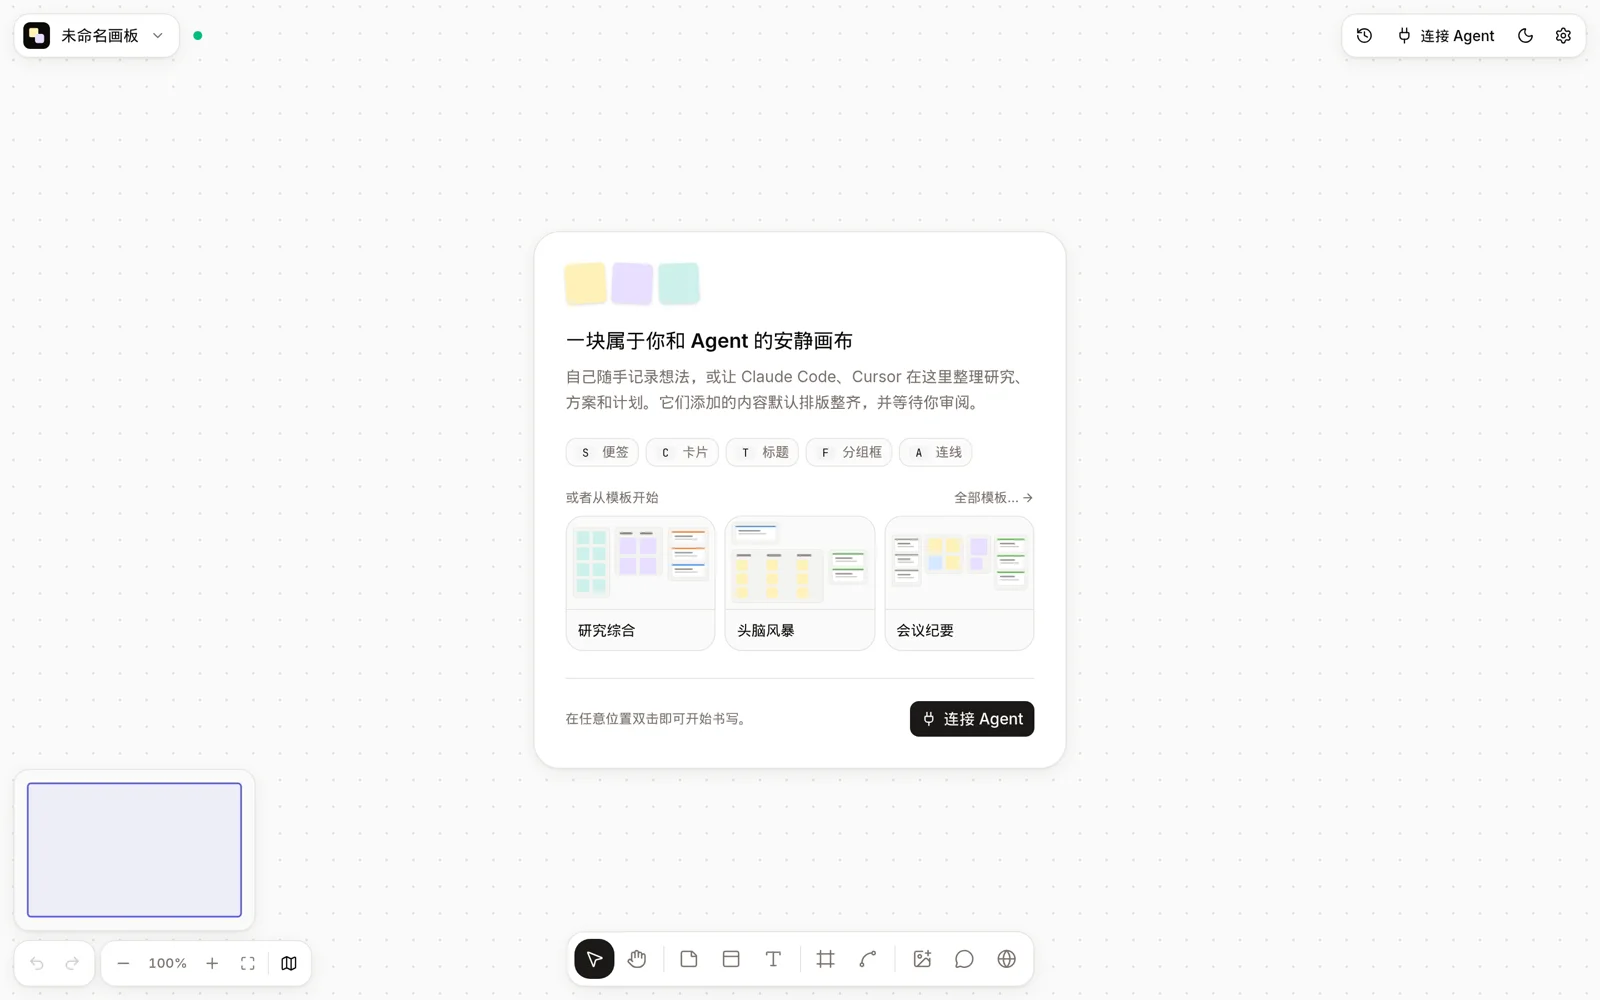 未命名画板
连接 Agent
一块属于你和 Agent 的安静画布
自己随手记录想法，或让 Claude Code、Cursor 在这里整理研究、
方案和计划。它们添加的内容默认排版整齐，并等待你审阅。
S 便签 C 卡片 T 标题 F 分组框 A 连线
或者从模板开始 全部模板... →
研究综合 头脑风暴 会议纪要
在任意位置双击即可开始书写。 连接 Agent
100%